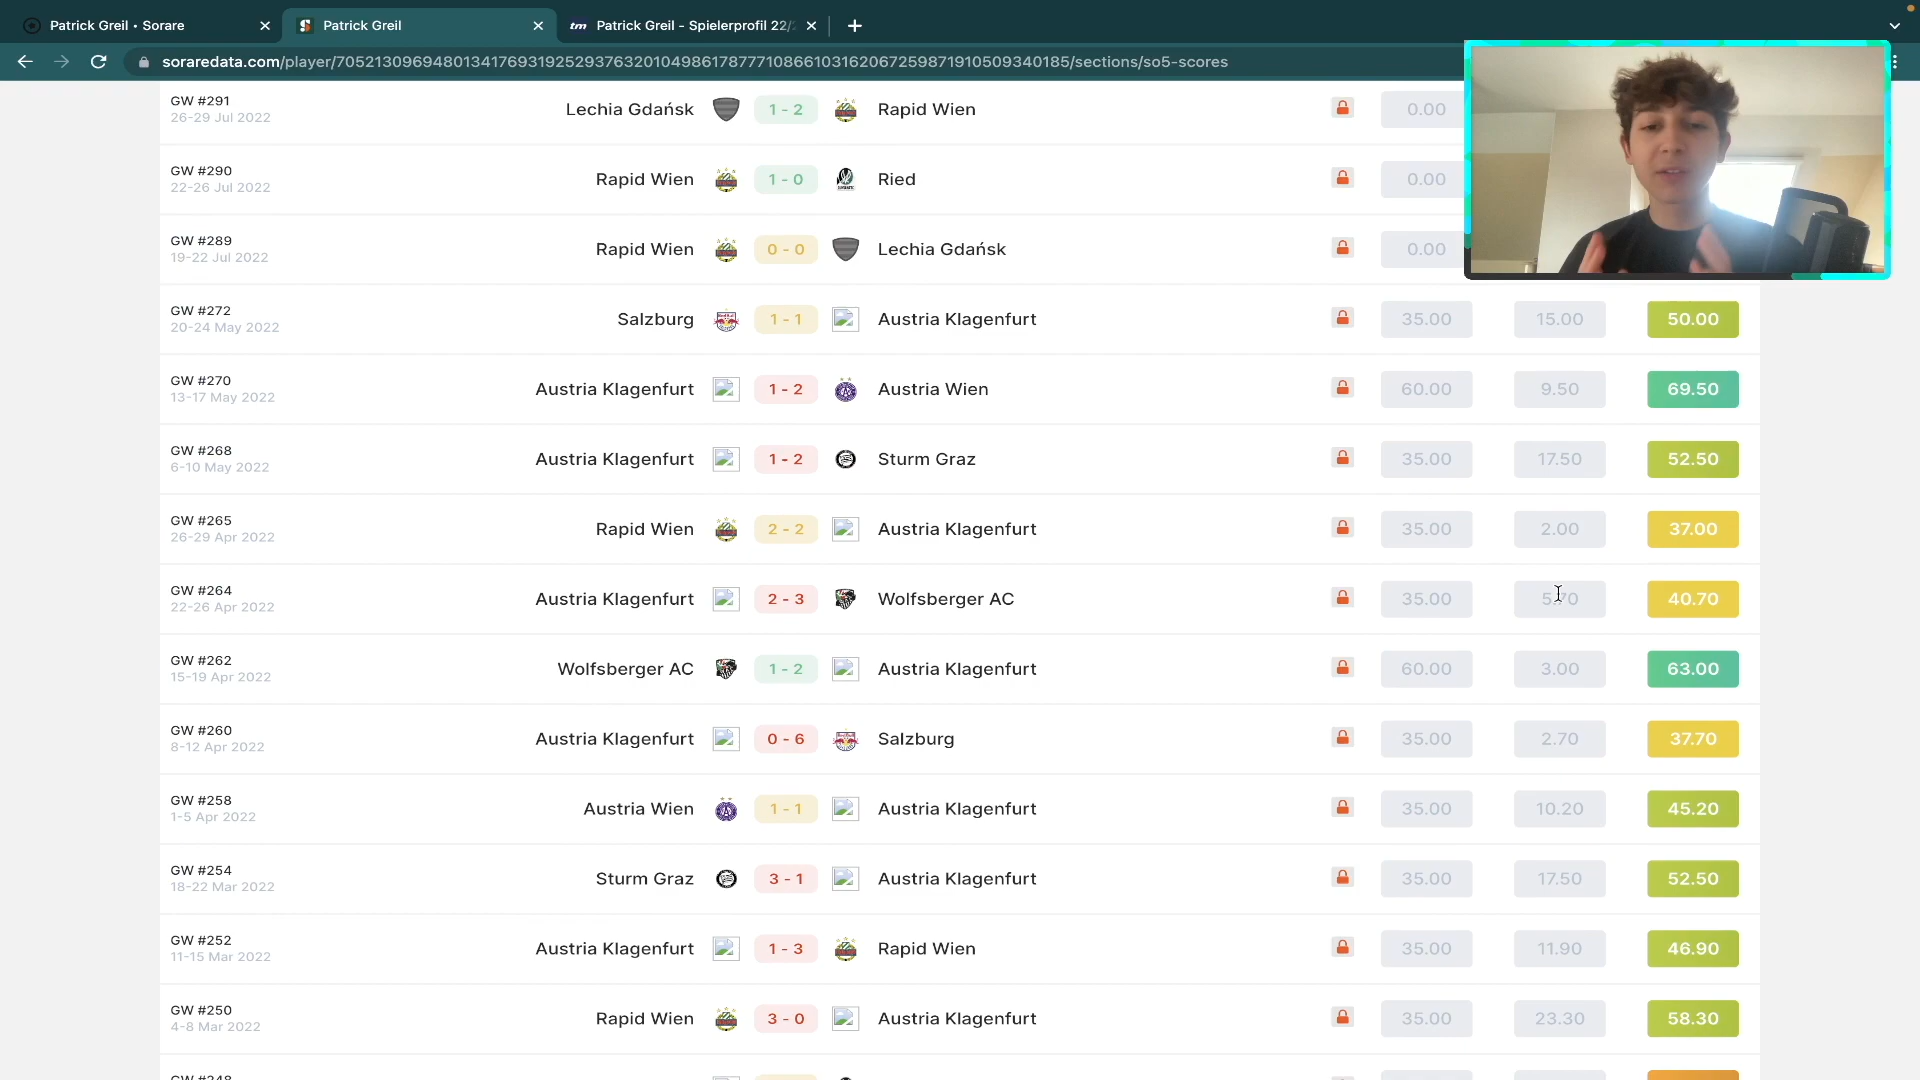 Patrick Greil • Sorare
Patrick Greil
tm Patrick Greil - Spielerprofil 22/2
soraredata.com/player/70521309694801341769319252937632010498617877710866103162067259871910509340185/sections/so5-scores
GW #291
26-29 Jul 2022
Lechia Gdańsk 1 - 2 Rapid Wien 0.00
GW #290
22-26 Jul 2022
Rapid Wien 1 - 0 Ried 0.00
GW #289
19-22 Jul 2022
Rapid Wien 0 - 0 Lechia Gdańsk 0.00
GW #272
20-24 May 2022
Salzburg 1 - 1 Austria Klagenfurt 35.00 15.00 50.00
GW #270
13-17 May 2022
Austria Klagenfurt 1 - 2 Austria Wien 60.00 9.50 69.50
GW #268
6-10 May 2022
Austria Klagenfurt 1 - 2 Sturm Graz 35.00 17.50 52.50
GW #265
26-29 Apr 2022
Rapid Wien 2 - 2 Austria Klagenfurt 35.00 2.00 37.00
GW #264
22-26 Apr 2022
Austria Klagenfurt 2 - 3 Wolfsberger AC 35.00 5.70 40.70
GW #262
15-19 Apr 2022
Wolfsberger AC 1 - 2 Austria Klagenfurt 60.00 3.00 63.00
GW #260
8-12 Apr 2022
Austria Klagenfurt 0 - 6 Salzburg 35.00 2.70 37.70
GW #258
1-5 Apr 2022
Austria Wien 1 - 1 Austria Klagenfurt 35.00 10.20 45.20
GW #254
18-22 Mar 2022
Sturm Graz 3 - 1 Austria Klagenfurt 35.00 17.50 52.50
GW #252
11-15 Mar 2022
Austria Klagenfurt 1 - 3 Rapid Wien 35.00 11.90 46.90
GW #250
4-8 Mar 2022
Rapid Wien 3 - 0 Austria Klagenfurt 35.00 23.30 58.30
GW #248